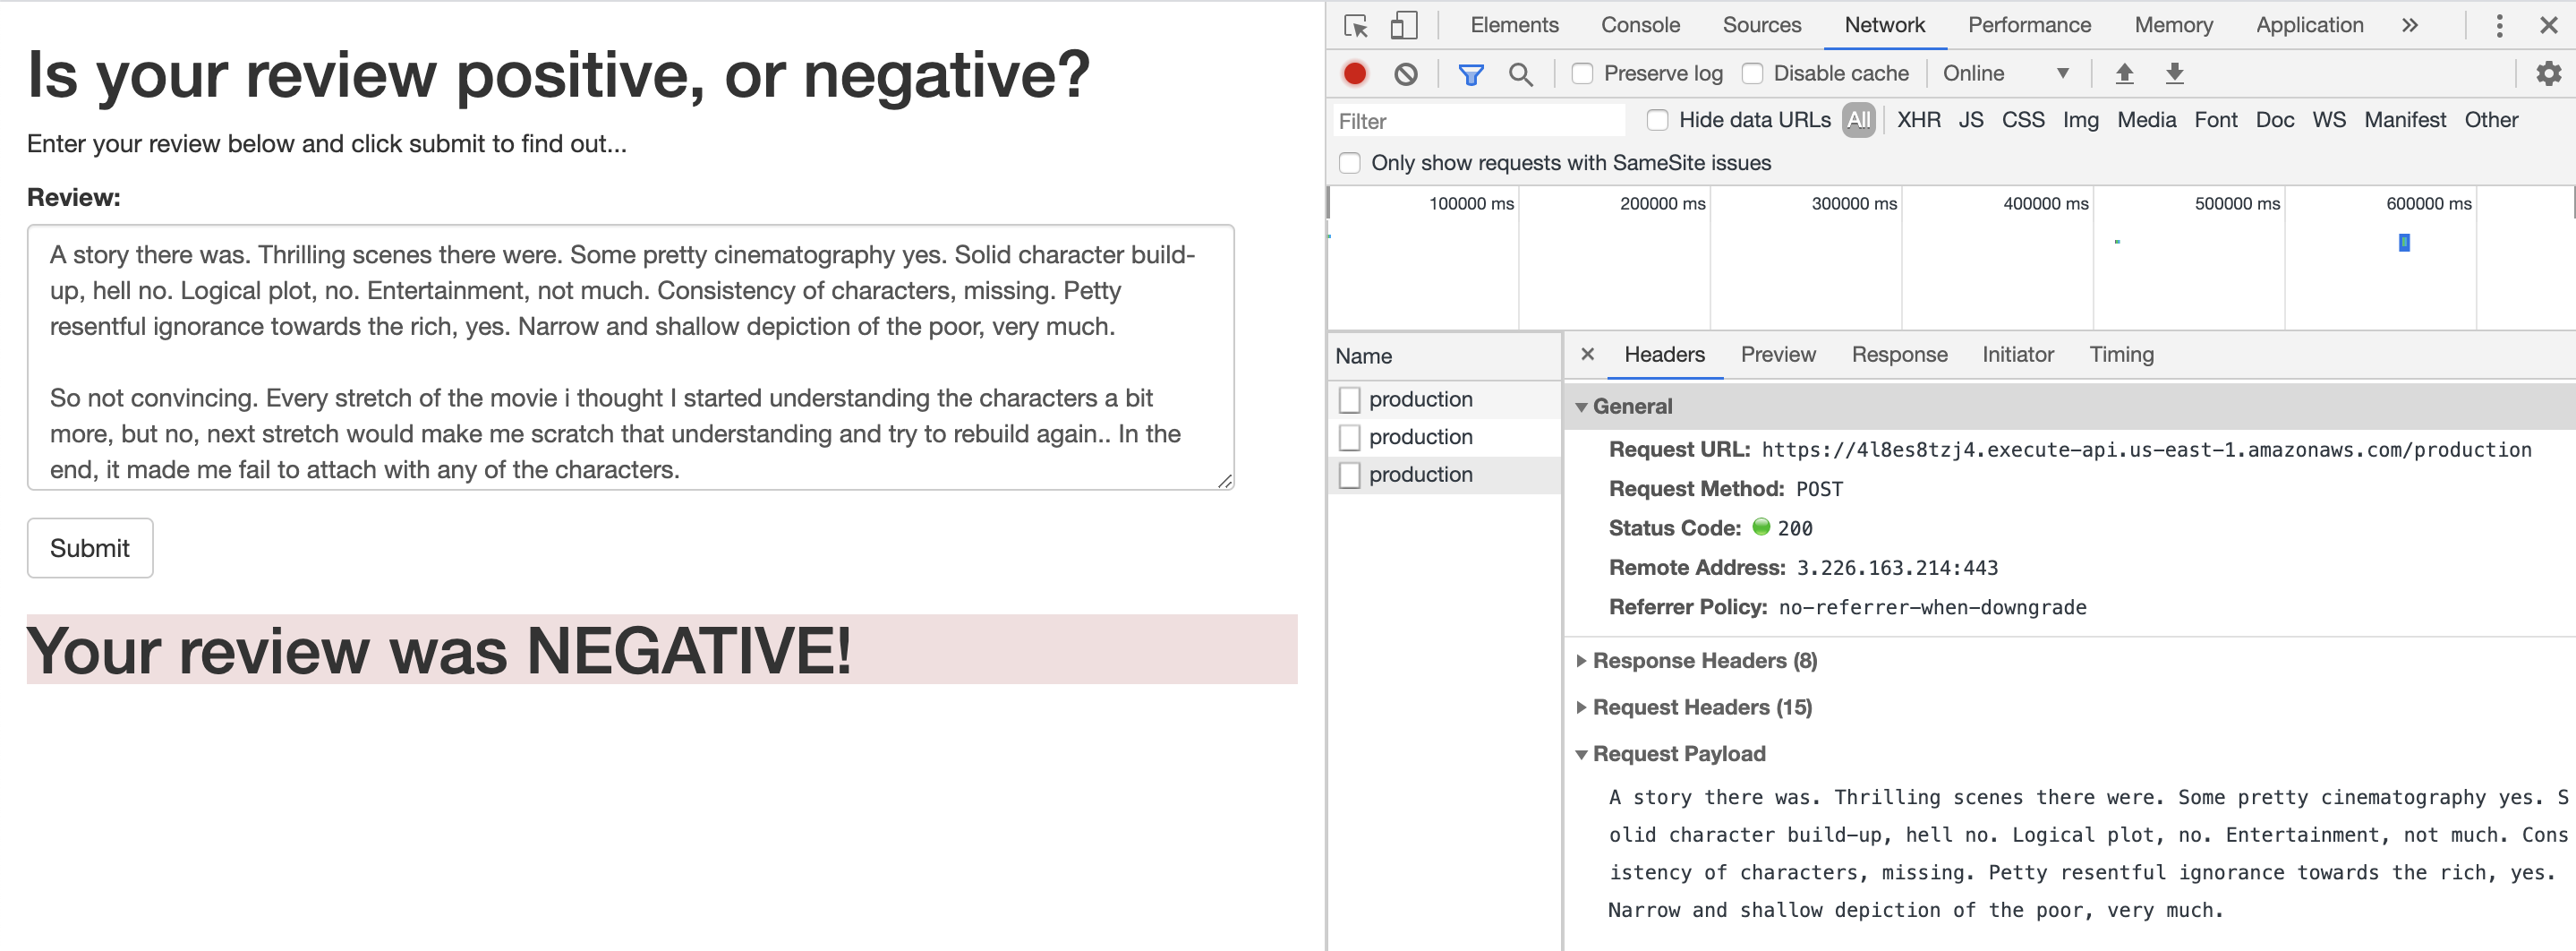 Is your review positive, or negative?
Enter your review below and click submit to find out...
Review:
A story there was. Thrilling scenes there were. Some pretty cinematography yes. Solid character build-
up, hell no. Logical plot, no. Entertainment, not much. Consistency of characters, missing. Petty
resentful ignorance towards the rich, yes. Narrow and shallow depiction of the poor, very much.
So not convincing. Every stretch of the movie i thought I started understanding the characters a bit
more, but no, next stretch would make me scratch that understanding and try to rebuild again.. In the
end, it made me fail to attach with any of the characters.
Submit
Your review was NEGATIVE!
Elements Console Sources Network Performance Memory Application »
Preserve log Disable cache Online ▼
Filter Hide data URLs All XHR JS CSS Img Media Font Doc WS Manifest Other
Only show requests with SameSite issues
100000 ms 200000 ms 300000 ms 400000 ms 500000 ms 600000 ms
Name
production
production
production
× Headers Preview Response Initiator Timing
General
Request URL: https://4l8es8tzj4.execute-api.us-east-1.amazonaws.com/production
Request Method: POST
Status Code: 200
Remote Address: 3.226.163.214:443
Referrer Policy: no-referrer-when-downgrade
Response Headers (8)
Request Headers (15)
Request Payload
A story there was. Thrilling scenes there were. Some pretty cinematography yes. S
olid character build-up, hell no. Logical plot, no. Entertainment, not much. Cons
istency of characters, missing. Petty resentful ignorance towards the rich, yes.
Narrow and shallow depiction of the poor, very much.